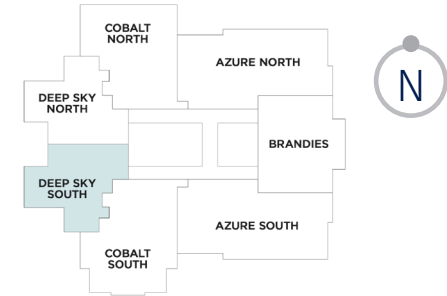 COBALT
NORTH
AZURE NORTH
N
DEEP SKY
NORTH
BRANDIES
DEEP SKY
SOUTH
AZURE SOUTH
COBALT
SOUTH